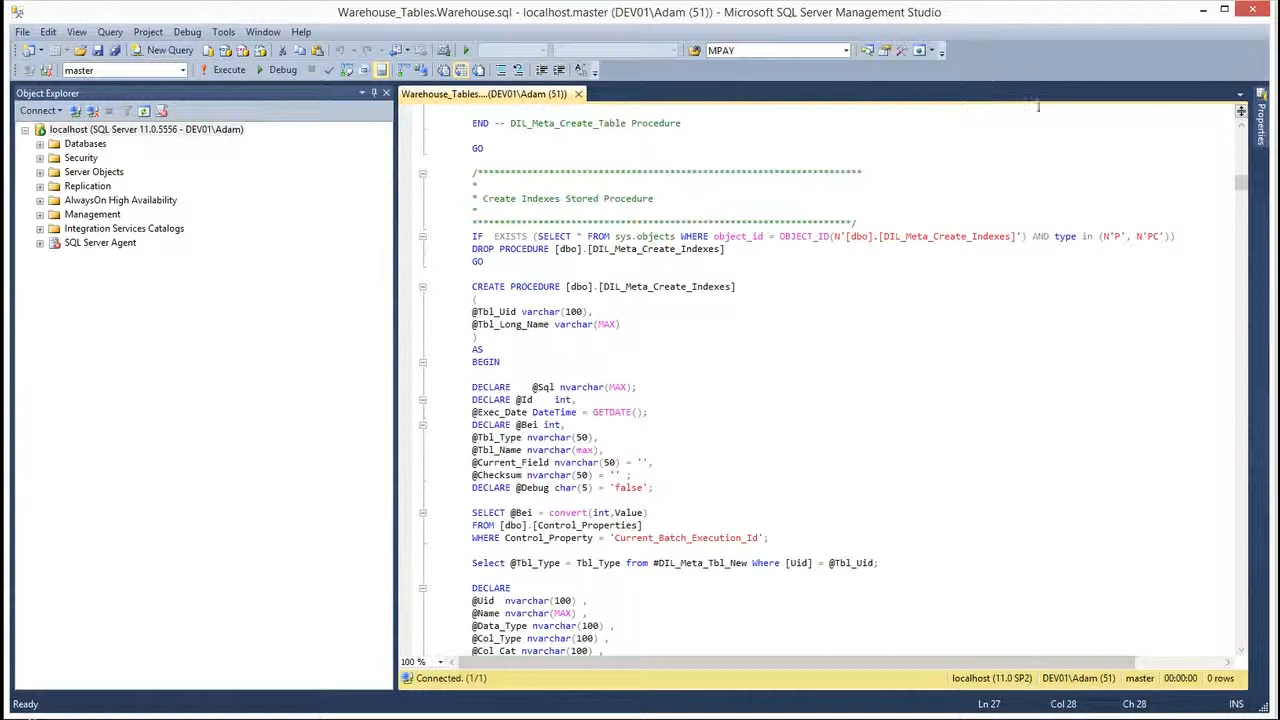 Warehouse_Tables\Warehouse.sql - localhost.master (DEV01\Adam (51)) - Microsoft SQL Server Management Studio
File Edit View Query Project Debug Tools Window Help
New Query MPAY
master Execute Debug
Object Explorer
Connect
localhost (SQL Server 11.0.5556 - DEV01\Adam)
Databases
Security
Server Objects
Replication
AlwaysOn High Availability
Management
Integration Services Catalogs
SQL Server Agent
Warehouse_Tables....(DEV01\Adam (51))
Properties
END -- DIL_Meta_Create_Table Procedure
GO
/***************************************************************************
*
* Create Indexes Stored Procedure
*
*************************************************************************/
IF EXISTS (SELECT * FROM sys.objects WHERE object_id = OBJECT_ID(N'[dbo].[DIL_Meta_Create_Indexes]') AND type in (N'P', N'PC'))
DROP PROCEDURE [dbo].[DIL_Meta_Create_Indexes]
GO
CREATE PROCEDURE [dbo].[DIL_Meta_Create_Indexes]
(
@Tbl_Uid varchar(100),
@Tbl_Long_Name varchar(MAX)
)
AS
BEGIN
DECLARE @Sql nvarchar(MAX);
DECLARE @Id int,
@Exec_Date DateTime = GETDATE();
DECLARE @Bei int,
@Tbl_Type nvarchar(50),
@Tbl_Name nvarchar(max),
@Current_Field nvarchar(50) = '',
@Checksum nvarchar(50) = '' ;
DECLARE @Debug char(5) = 'false';
SELECT @Bei = convert(int,Value)
FROM [dbo].[Control_Properties]
WHERE Control_Property = 'Current_Batch_Execution_Id';
Select @Tbl_Type = Tbl_Type from #DIL_Meta_Tbl_New Where [Uid] = @Tbl_Uid;
DECLARE
@Uid nvarchar(100) ,
@Name nvarchar(MAX) ,
@Data_Type nvarchar(100) ,
@Col_Type nvarchar(100) ,
@Col_Cat nvarchar(100) ,
100 %
Connected. (1/1) localhost (11.0 SP2) DEV01\Adam (51) master 00:00:00 0 rows
Ready Ln 27 Col 28 Ch 28 INS